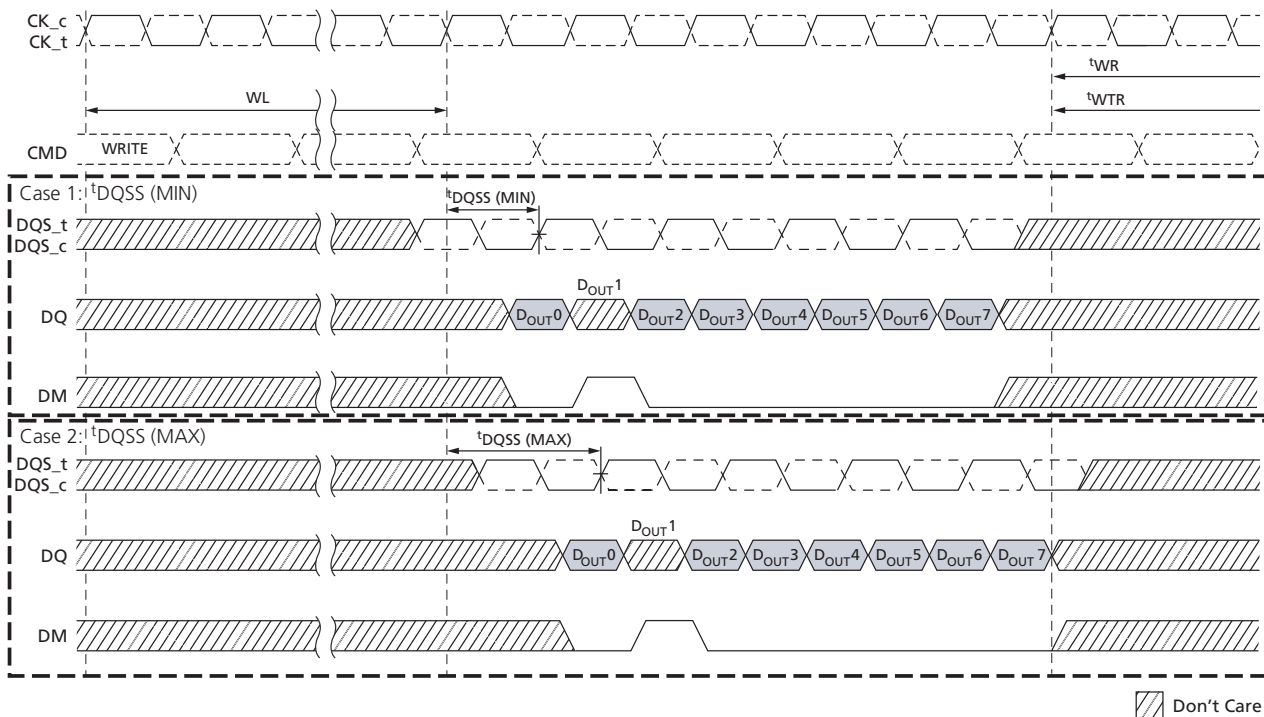 CK_c
CK_t
tWR
WL
tWTR
CMD
WRITE
Case 1: tDQSS (MIN)
tDQSS (MIN)
DQS_t
DQS_c
DOUT1
DQ
DOUT0 DOUT2 DOUT3 DOUT4 DOUT5 DOUT6 DOUT7
DM
Case 2: tDQSS (MAX)
tDQSS (MAX)
DQS_t
DQS_c
DOUT1
DQ
DOUT0 DOUT2 DOUT3 DOUT4 DOUT5 DOUT6 DOUT7
DM
Don't Care